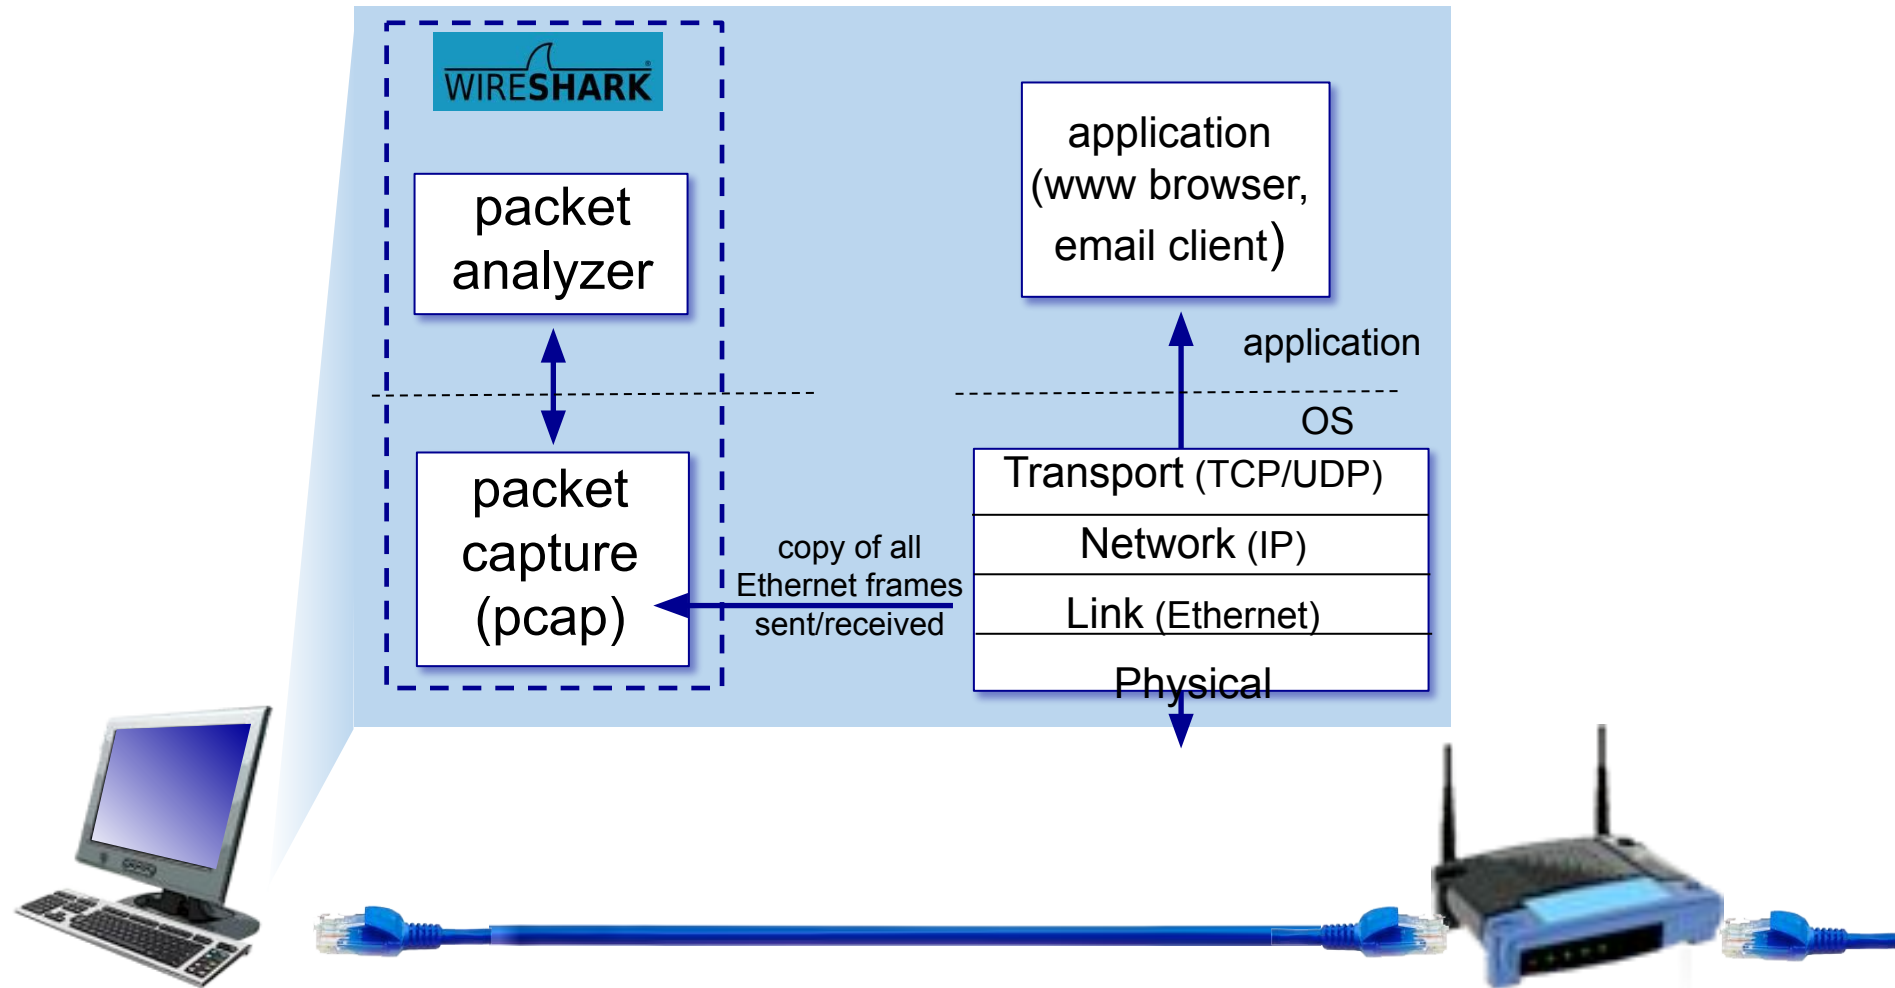 WIRESHARK
®
packet
analyzer
packet
capture
(pcap)
copy of all
Ethernet frames
sent/received
application
(www browser,
email client)
application
OS
Transport (TCP/UDP)
Network (IP)
Link (Ethernet)
Physical